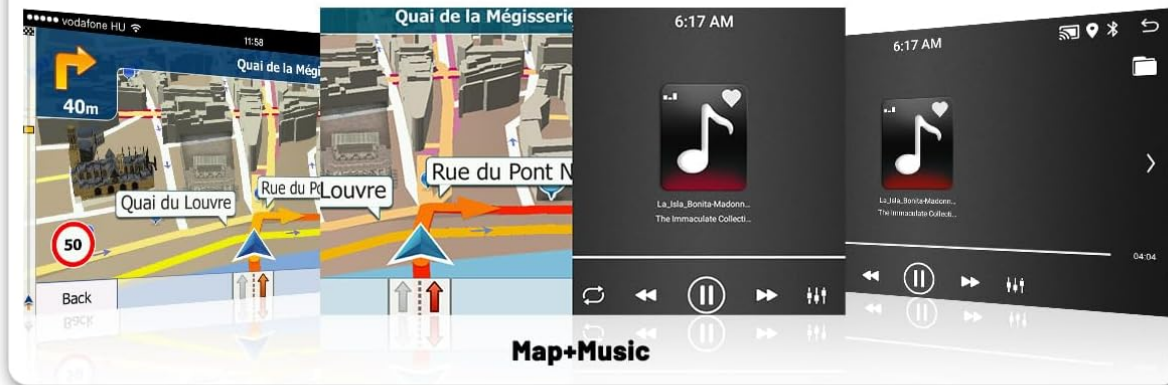 vodafone HU
11:58
Quai de la Mégi
40m
Quai du Louvre
Rue du Po
50
Back
Quai de la Mégisserie
Louvre
Rue du Pont N
6:17 AM
La_Isla_Bonita-Madonn...
The Immaculate Collecti...
6:17 AM
La_Isla_Bonita-Madonn...
The Immaculate Collecti...
04:04
Map+Music